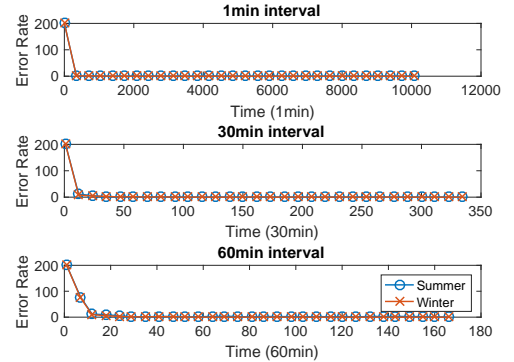 1min interval
Error Rate
200
100
0
0 2000 4000 6000 8000 10000 12000
Time (1min)
30min interval
Error Rate
200
100
0
0 50 100 150 200 250 300 350
Time (30min)
60min interval
Error Rate
200
100
0
0 20 40 60 80 100 120 140 160 180
Time (60min)
Summer
Winter